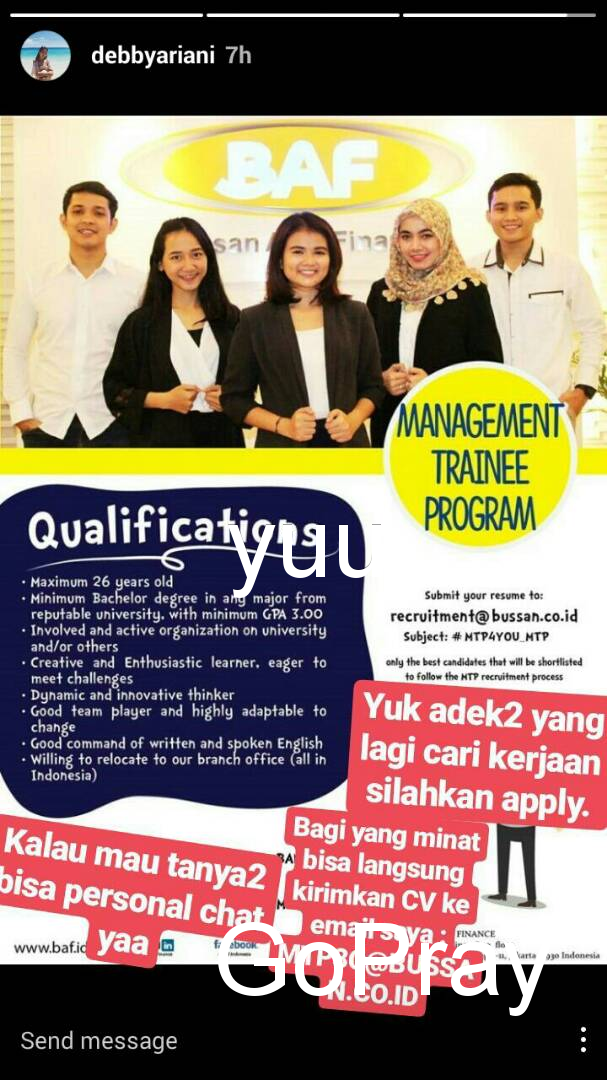 debbyariani 7h
BAF
MANAGEMENT
TRAINEE
PROGRAM
Qualifications
yuu
· Maximum 26 years old
· Minimum Bachelor degree in any major from
reputable university, with minimum GPA 3.00
· Involved and active organization on university
and/or others
· Creative and Enthusiastic learner, eager to
meet challenges
· Dynamic and innovative thinker
· Good team player and highly adaptable to
change
· Good command of written and spoken English
· Willing to relocate to our branch office (all in
Indonesia)
Submit your resume to:
recruitment@bussan.co.id
Subject: # MTP4YOU_MTP
only the best candidates that will be shortlisted
to follow the MTP recruitment process
Yuk adek2 yang
lagi cari kerjaan
silahkan apply.
Bagi yang minat
bisa langsung
kirimkan CV ke
email saya :
N.CO.ID
Kalau mau tanya2
bisa personal chat
yaa
GoPray
FINANCE
Indonesia
Send message